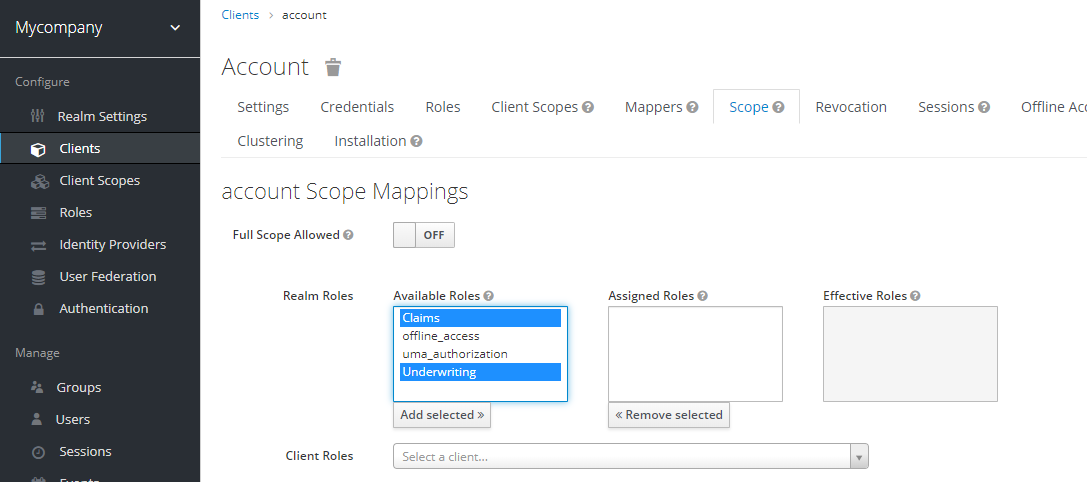 Mycompany
Configure
Realm Settings
Clients
Client Scopes
Roles
Identity Providers
User Federation
Authentication
Manage
Groups
Users
Sessions
Events
Clients > account
Account
Settings Credentials Roles Client Scopes Mappers Scope Revocation Sessions Offline Acc
Clustering Installation
account Scope Mappings
Full Scope Allowed OFF
Realm Roles Available Roles Assigned Roles Effective Roles
Claims
offline_access
uma_authorization
Underwriting
Add selected » « Remove selected
Client Roles Select a client...